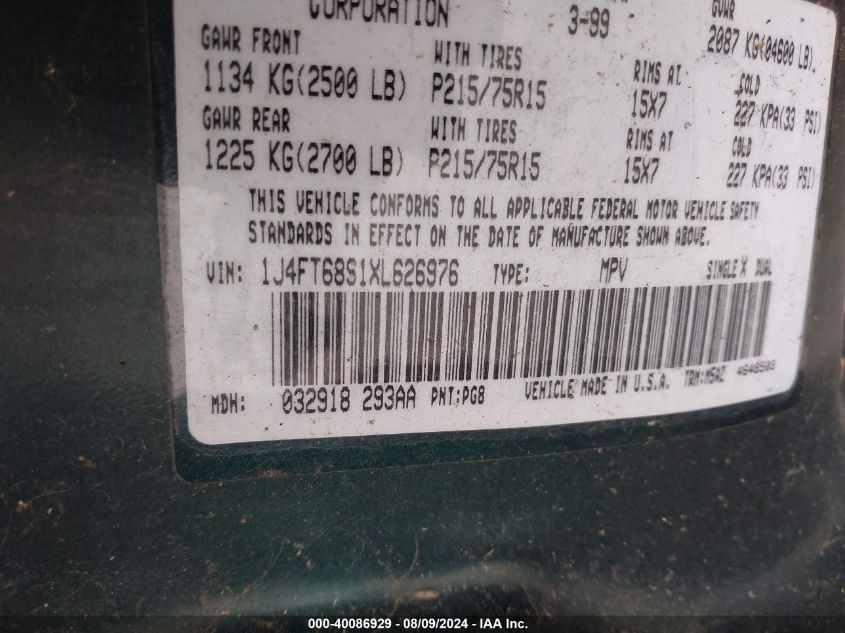 CORPORATION 3-99 GVWR
GAWR FRONT WITH TIRES RIMS AT COLD 2087 KG(04600 LB).
1134 KG(2500 LB) P215/75R15 15X7 227 KPA(33 PSI)
GAWR REAR WITH TIRES RIMS AT COLD
1225 KG(2700 LB) P215/75R15 15X7 227 KPA(33 PSI)
THIS VEHICLE CONFORMS TO ALL APPLICABLE FEDERAL MOTOR VEHICLE SAFETY
STANDARDS IN EFFECT ON THE DATE OF MANUFACTURE SHOWN ABOVE.
VIN: 1J4FT68S1XL626976 TYPE: MPV SINGLE X DUAL
MDH: 032918 293AA PNT:PG8 VEHICLE MADE IN U.S.A. TRM:MSAZ 4648503
000-40086929 - 08/09/2024 - IAA Inc.